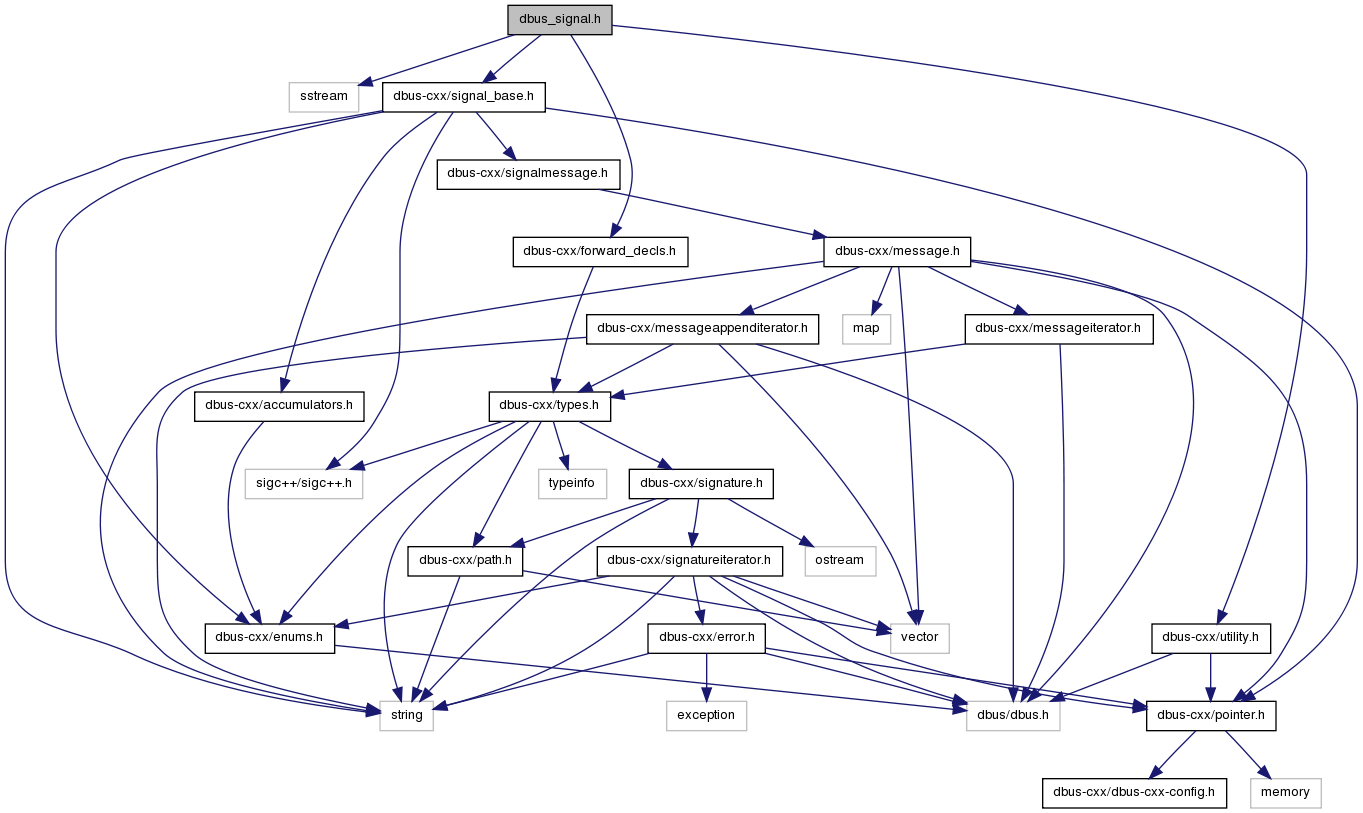 dbus_signal.h
sstream
dbus-cxx/signal_base.h
dbus-cxx/signalmessage.h
dbus-cxx/forward_decls.h
dbus-cxx/message.h
dbus-cxx/messageappenditerator.h
map
dbus-cxx/messageiterator.h
dbus-cxx/accumulators.h
dbus-cxx/types.h
sigc++/sigc++.h
typeinfo
dbus-cxx/signature.h
dbus-cxx/path.h
dbus-cxx/signatureiterator.h
ostream
dbus-cxx/enums.h
dbus-cxx/error.h
vector
dbus-cxx/utility.h
string
exception
dbus/dbus.h
dbus-cxx/pointer.h
dbus-cxx/dbus-cxx-config.h
memory